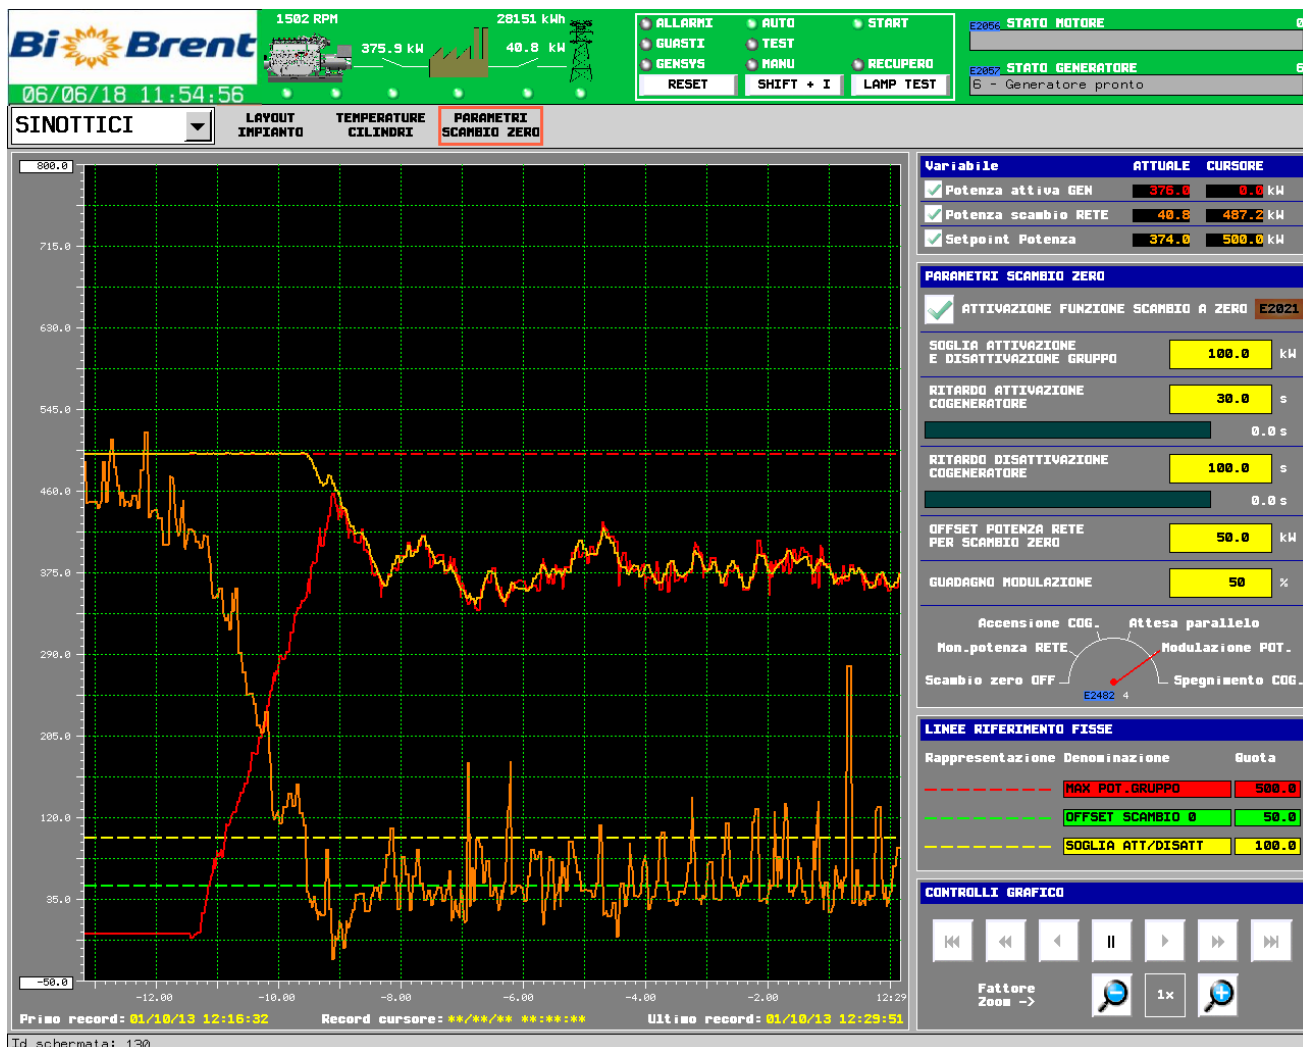 1502 RPM
28151 kWh
Bi Brent
375.9 kW
40.8 kW
06/06/18 11:54:56
ALLARMI
AUTO
START
GUASTI
TEST
GENSYS
MANU
RECUPERO
RESET
SHIFT + I
LAMP TEST
E2056 STATO MOTORE 0
E2057 STATO GENERATORE 6
6 - Generatore pronto
SINOTTICI
LAYOUT
IMPIANTO
TEMPERATURE
CILINDRI
PARAMETRI
SCAMBIO ZERO
800.0
715.0
630.0
545.0
460.0
375.0
290.0
205.0
120.0
35.0
-50.0
-12.00 -10.00 -8.00 -6.00 -4.00 -2.00 12:29
Primo record: 01/10/13 12:16:32 Record cursore: **/**/** **:**:** Ultimo record: 01/10/13 12:29:51
Variabile ATTUALE CURSORE
Potenza attiva GEN 376.0 0.0 kW
Potenza scambio RETE 40.8 487.2 kW
Setpoint Potenza 374.0 500.0 kW
PARAMETRI SCAMBIO ZERO
ATTIVAZIONE FUNZIONE SCAMBIO A ZERO E2021
SOGLIA ATTIVAZIONE
E DISATTIVAZIONE GRUPPO 100.0 kW
RITARDO ATTIVAZIONE
COGENERATORE 30.0 s
0.0 s
RITARDO DISATTIVAZIONE
COGENERATORE 100.0 s
0.0 s
OFFSET POTENZA RETE
PER SCAMBIO ZERO 50.0 kW
GUADAGNO MODULAZIONE 50 %
Accensione COG. Attesa parallelo
Mon.potenza RETE Modulazione POT.
Scambio zero OFF Spegnimento COG.
E2482 4
LINEE RIFERIMENTO FISSE
Rappresentazione Denominazione Quota
MAX POT.GRUPPO 500.0
OFFSET SCAMBIO 0 50.0
SOGLIA ATT/DISATT 100.0
CONTROLLI GRAFICO
Fattore
Zoom -> 1x
Id schermata: 130